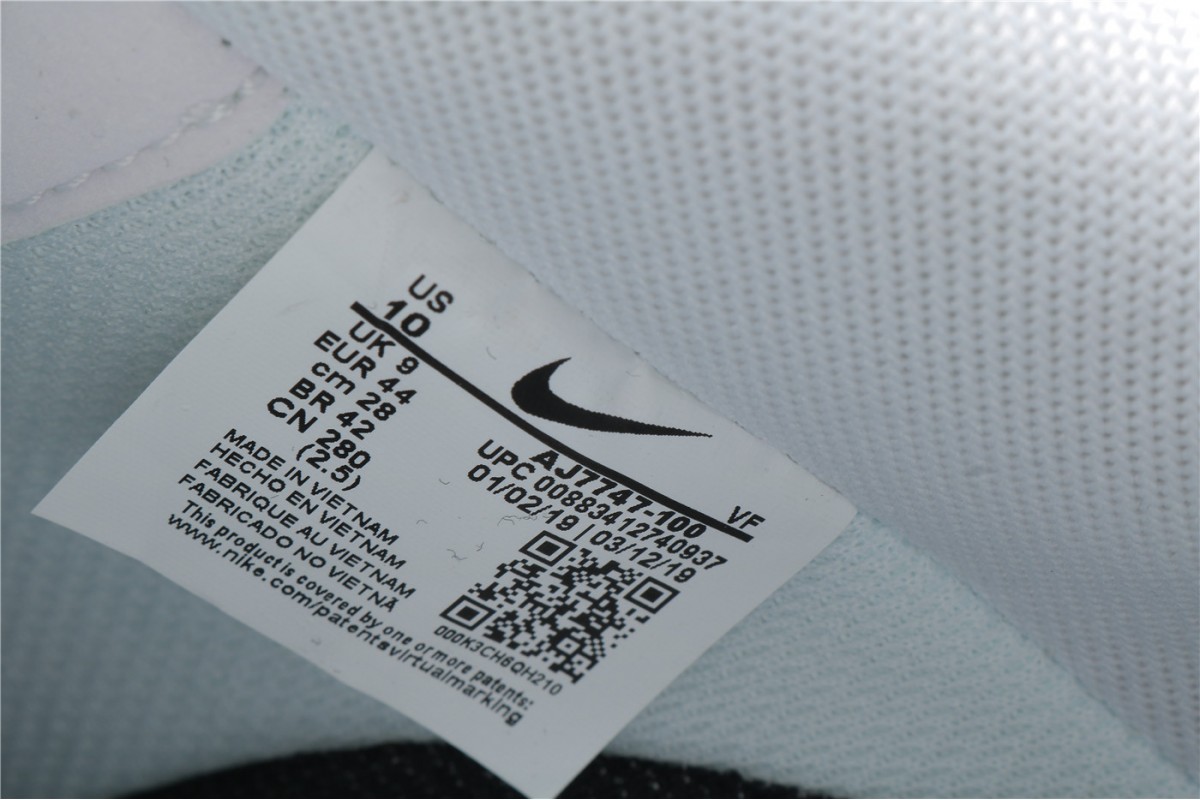 US
10
UK 9
EUR 44
cm 28
BR 42
CN 280
(2.5)
MADE IN VIETNAM
HECHO EN VIETNAM
FABRIQUE AU VIETNAM
FABRICADO NO VIETNÃ
This product is covered by one or more patents:
www.nike.com/patentsvirtualmarking
AJ7747-100 VF
UPC 00883412740937
01/02/19 | 03/12/19
000K3CH6QH210